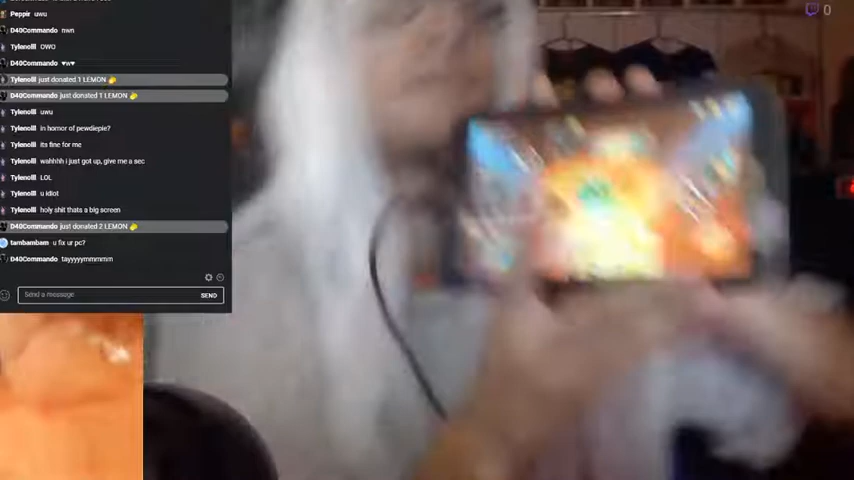 Peppir uwu
D40Commando nwn
Tylenolll OWO
D40Commando ♥w♥
Tylenolll just donated 1 LEMON 🍋
D40Commando just donated 1 LEMON 🍋
Tylenolll uwu
Tylenolll in homor of pewdiepie?
Tylenolll its fine for me
Tylenolll wahhhh i just got up, give me a sec
Tylenolll LOL
Tylenolll u idiot
Tylenolll holy shit thats a big screen
D40Commando just donated 2 LEMON 🍋
tambambam u fix ur pc?
D40Commando tayyyyymmmmm
Send a message
SEND
0